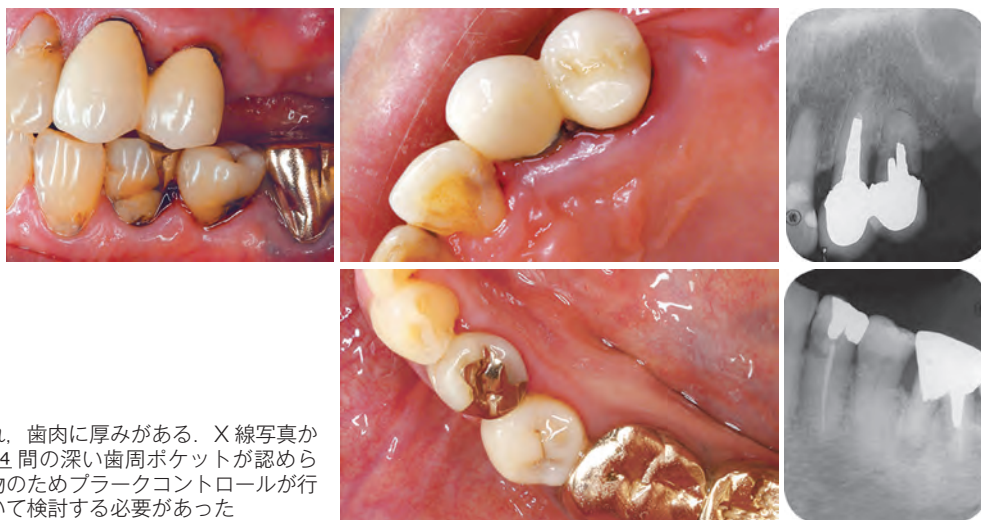 れ，歯肉に厚みがある．X 線写真か
4 間の深い歯周ポケットが認めら
物のためプラークコントロールが行
いて検討する必要があった